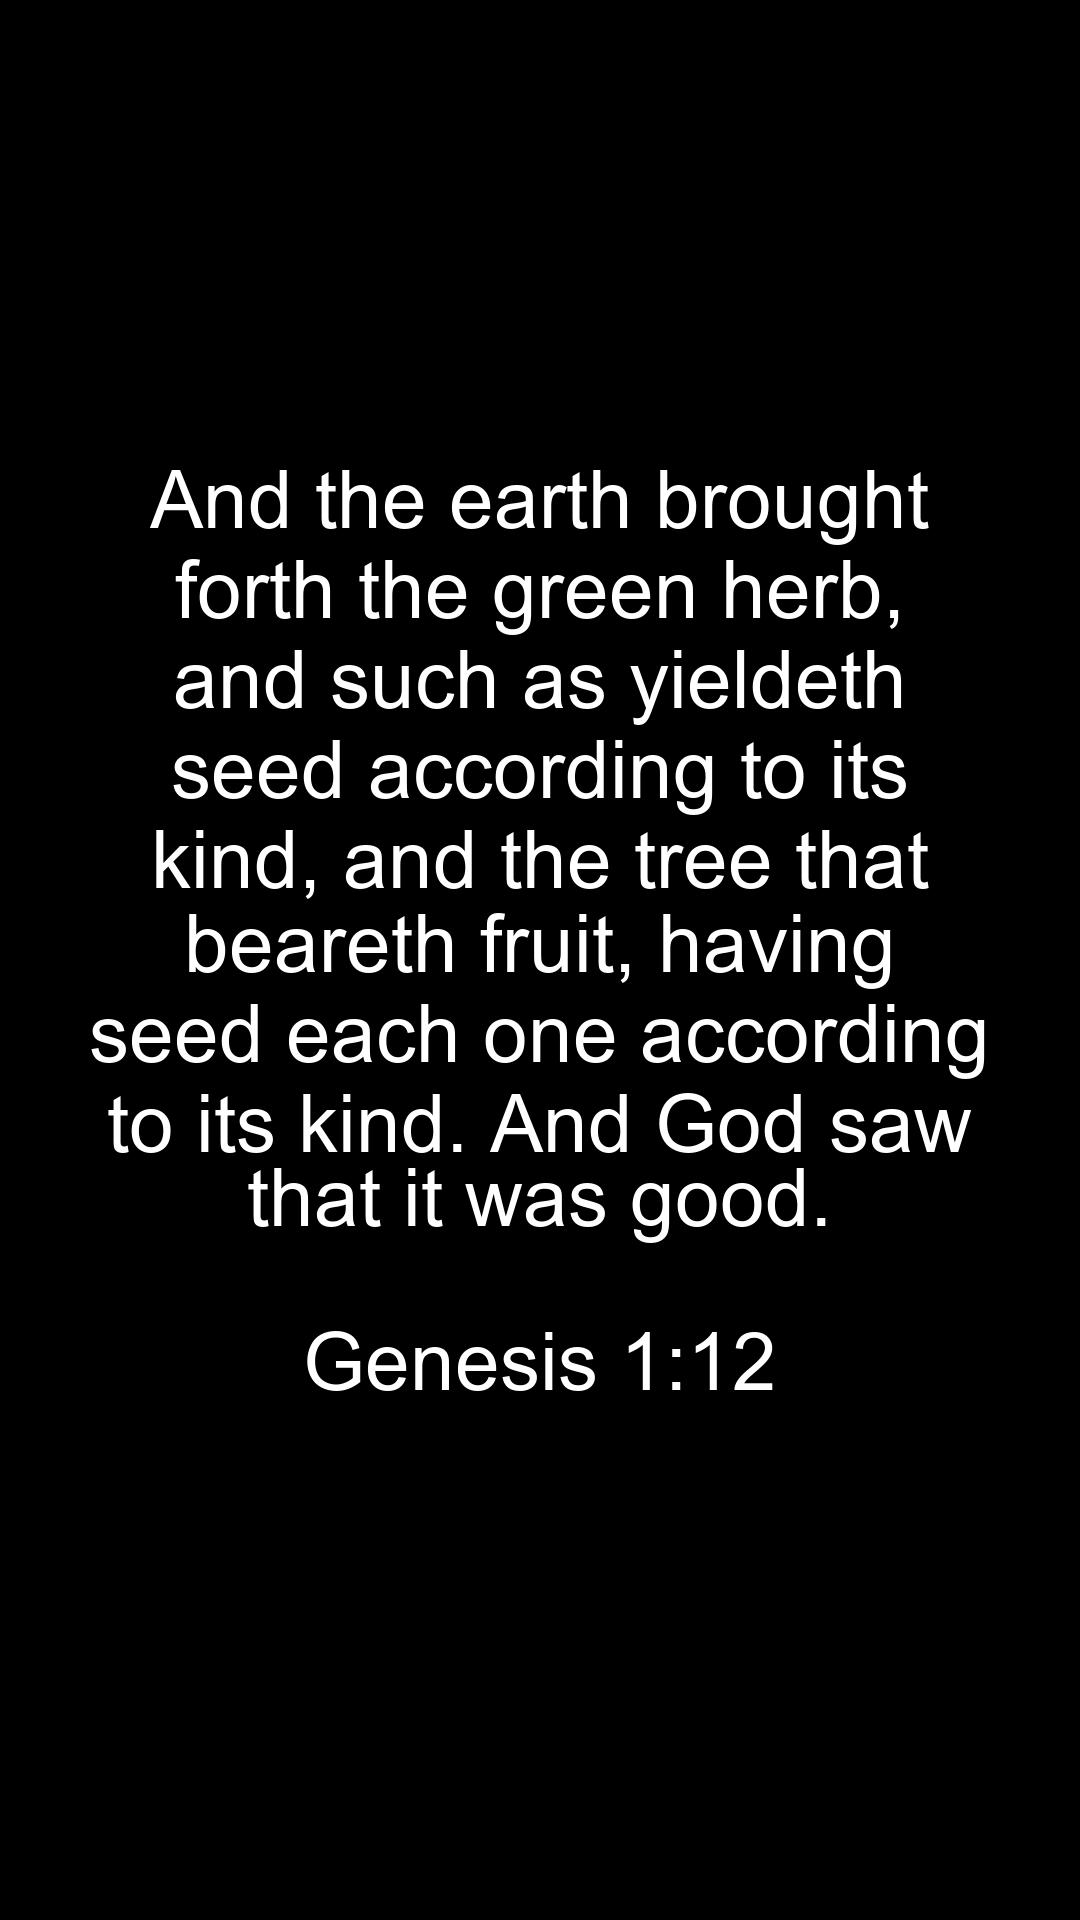 And the earth brought
forth the green herb,
and such as yieldeth
seed according to its
kind, and the tree that
beareth fruit, having
seed each one according
to its kind. And God saw
that it was good.
Genesis 1:12